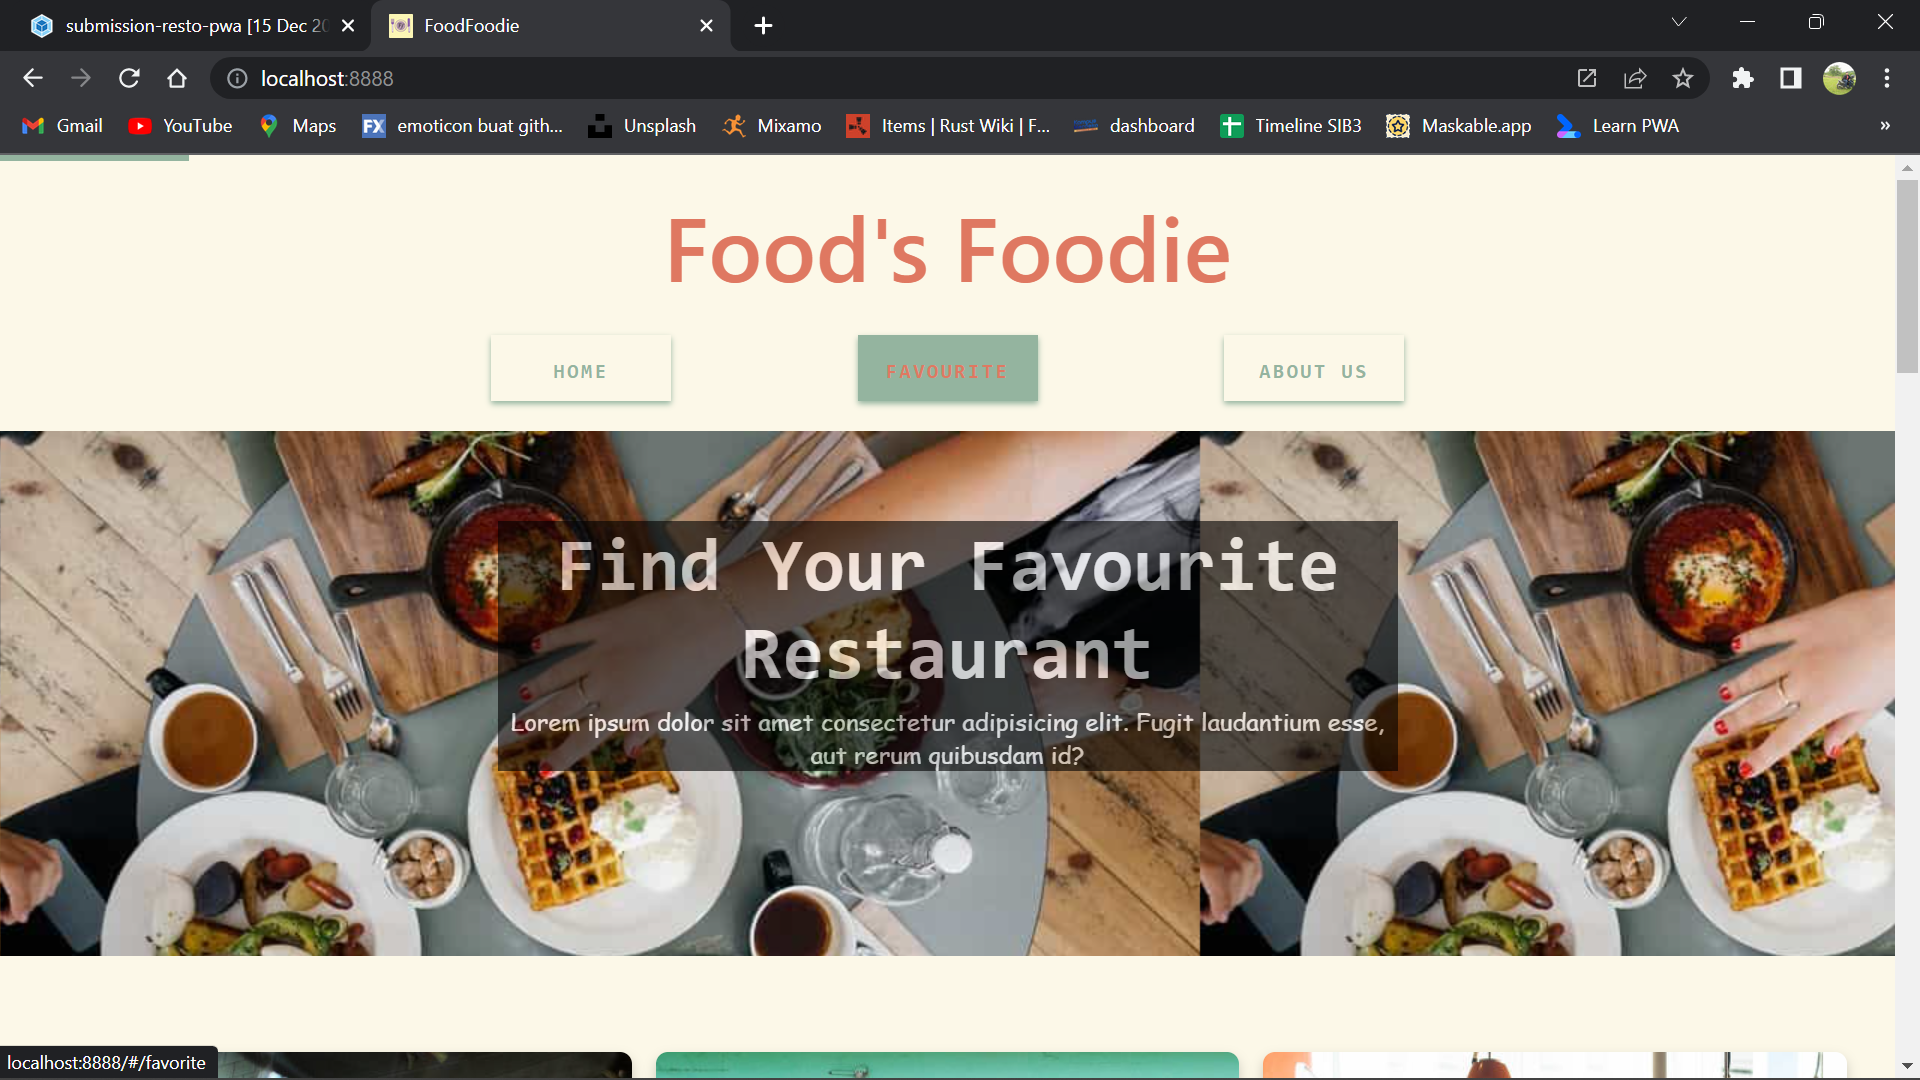 submission-resto-pwa [15 Dec 20
FoodFoodie
localhost:8888
Gmail
YouTube
Maps
FX
emoticon buat gith...
Unsplash
Mixamo
Items | Rust Wiki | F...
dashboard
Timeline SIB3
Maskable.app
Learn PWA
»
Food's Foodie
HOME
FAVOURITE
ABOUT US
Find Your Favourite
Restaurant
Lorem ipsum dolor sit amet consectetur adipisicing elit. Fugit laudantium esse,
aut rerum quibusdam id?
localhost:8888/#/favorite